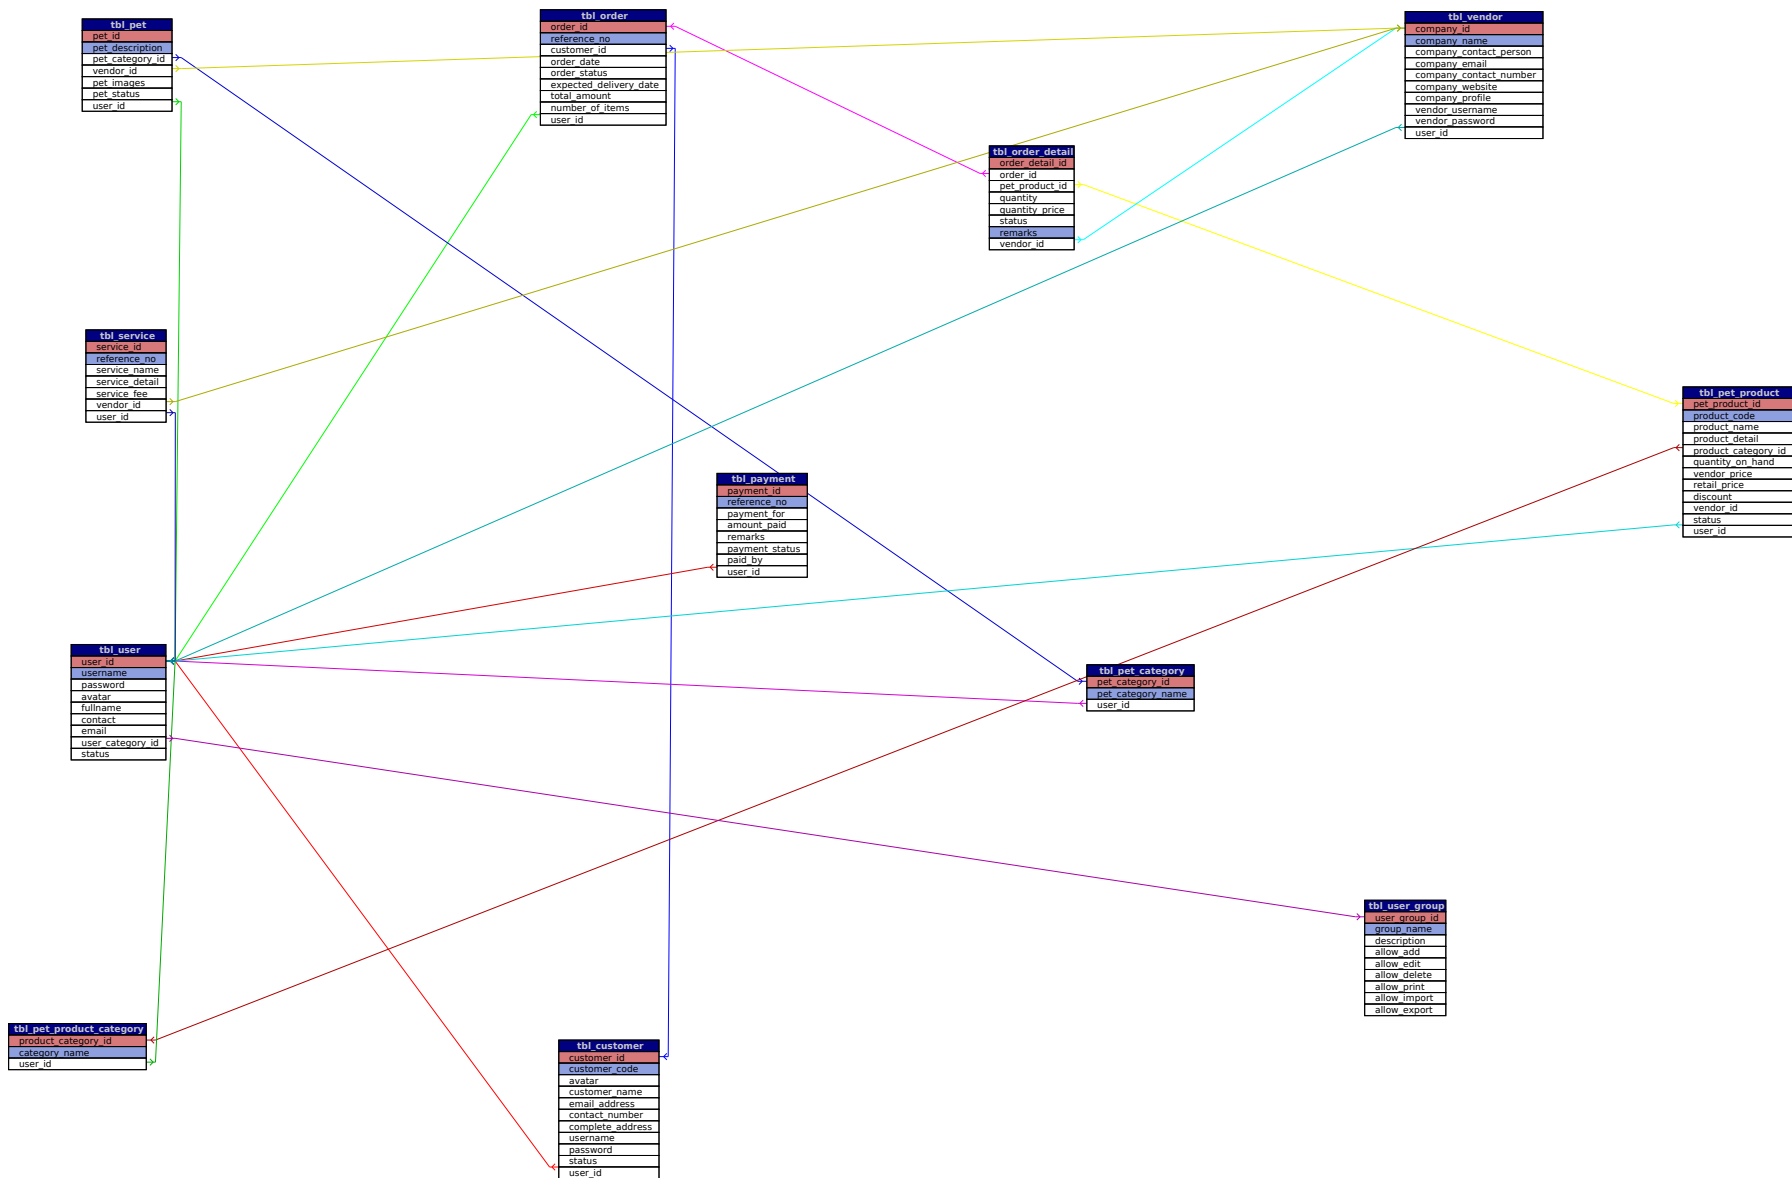 tbl_pet
pet_id
pet_description
pet_category_id
vendor_id
pet_images
pet_status
user_id
tbl_order
order_id
reference_no
customer_id
order_date
order_status
expected_delivery_date
total_amount
number_of_items
user_id
tbl_vendor
company_id
company_name
company_contact_person
company_email
company_contact_number
company_website
company_profile
vendor_username
vendor_password
user_id
tbl_order_detail
order_detail_id
order_id
pet_product_id
quantity
quantity_price
status
remarks
vendor_id
tbl_service
service_id
reference_no
service_name
service_detail
service_fee
vendor_id
user_id
tbl_pet_product
pet_product_id
product_code
product_name
product_detail
product_category_id
quantity_on_hand
vendor_price
retail_price
discount
vendor_id
status
user_id
tbl_payment
payment_id
reference_no
payment_for
amount_paid
remarks
payment_status
paid_by
user_id
tbl_user
user_id
username
password
avatar
fullname
contact
email
user_category_id
status
tbl_pet_category
pet_category_id
pet_category_name
user_id
tbl_user_group
user_group_id
group_name
description
allow_add
allow_edit
allow_delete
allow_print
allow_import
allow_export
tbl_pet_product_category
product_category_id
category_name
user_id
tbl_customer
customer_id
customer_code
avatar
customer_name
email_address
contact_number
complete_address
username
password
status
user_id